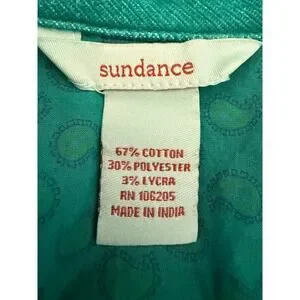 sundance
67% COTTON
30% POLYESTER
3% LYCRA
RN 106205
MADE IN INDIA